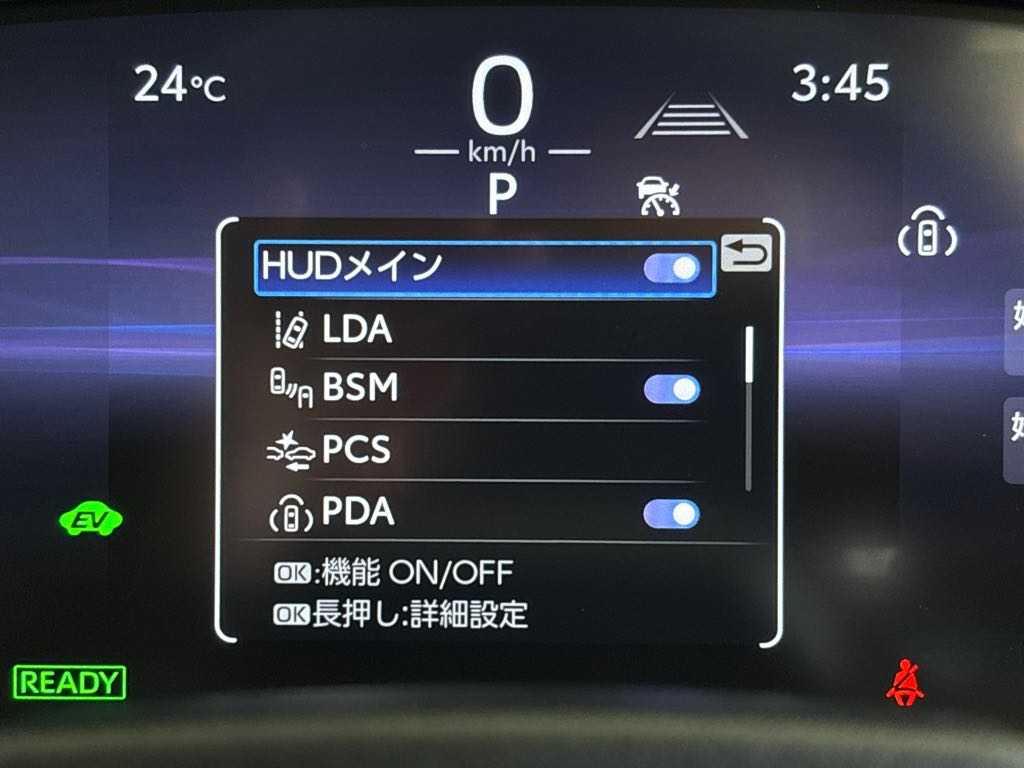 24℃
0
3:45
km/h
P
HUDメイン
LDA
BSM
PCS
PDA
EV
OK:機能 ON/OFF
OK長押し:詳細設定
READY